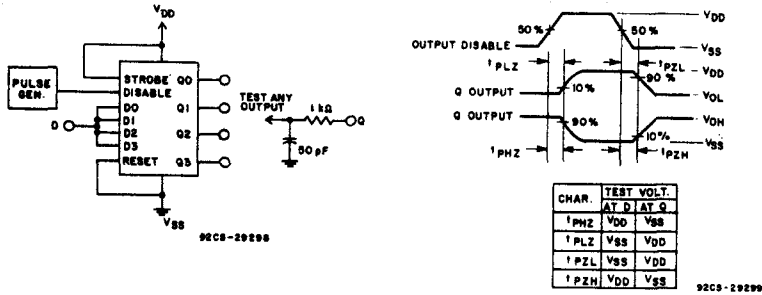 VDD
PULSE
GEN.
STROBE Q0
DISABLE
D0
D1 Q1
D2 Q2
D3
RESET Q3
D
VSS
TEST ANY
OUTPUT
1 kΩ
Q
50 pF
92CS-29298
VDD
50% 50%
OUTPUT DISABLE VSS
tPLZ tPZL VDD
90%
Q OUTPUT 10% VOL
Q OUTPUT VOH
90% 10%
VSS
tPHZ tPZH
CHAR. TEST VOLT.
AT D AT Q
tPHZ VDD VSS
tPLZ VSS VDD
tPZL VSS VDD
tPZH VDD VSS
92CS-29299